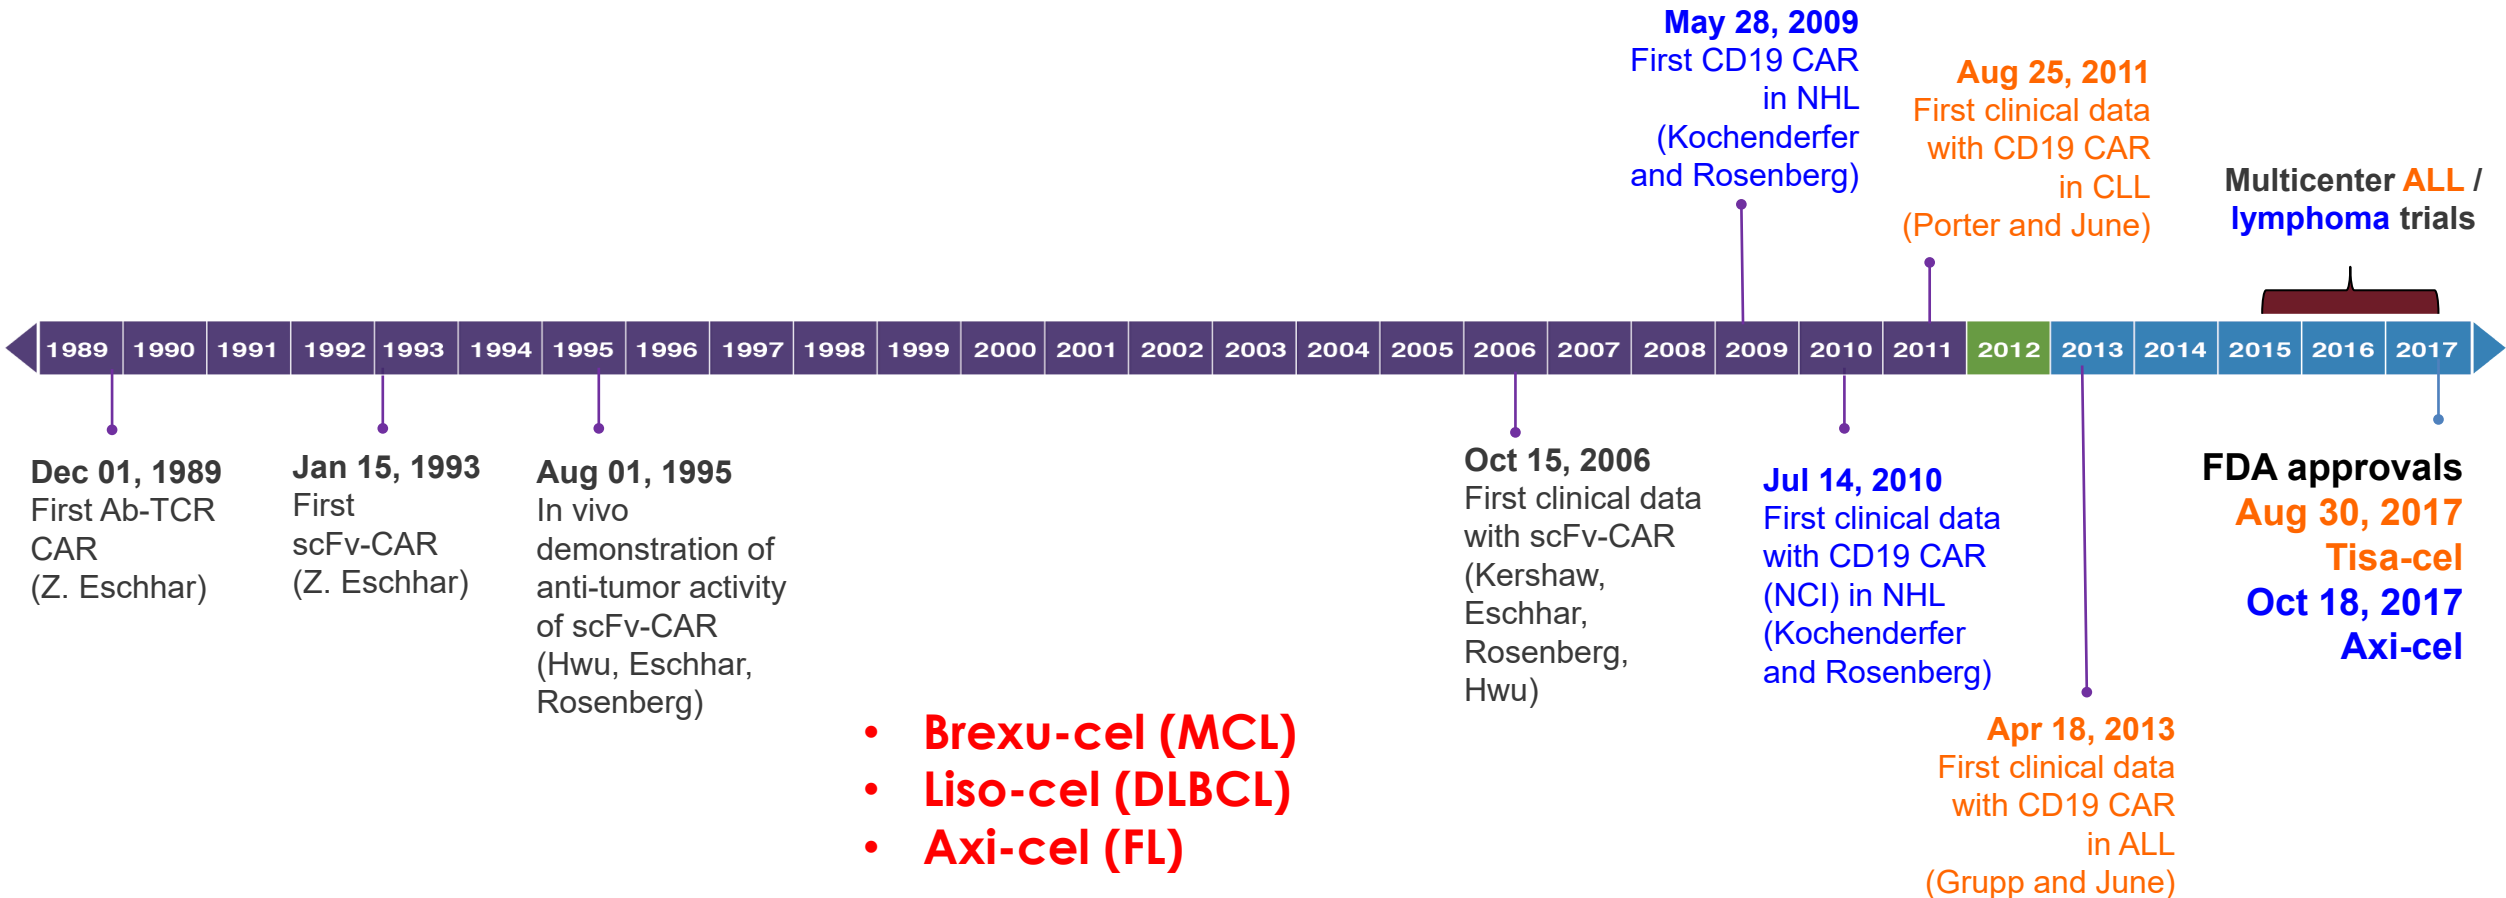 May 28, 2009
First CD19 CAR
in NHL
(Kochenderfer
and Rosenberg)
Aug 25, 2011
First clinical data
with CD19 CAR
in CLL
(Porter and June)
Multicenter ALL /
lymphoma trials
1989 1990 1991 1992 1993 1994 1995 1996 1997 1998 1999 2000 2001 2002 2003 2004 2005 2006 2007 2008 2009 2010 2011 2012 2013 2014 2015 2016 2017
Dec 01, 1989
First Ab-TCR
CAR
(Z. Eschhar)
Jan 15, 1993
First
scFv-CAR
(Z. Eschhar)
Aug 01, 1995
In vivo
demonstration of
anti-tumor activity
of scFv-CAR
(Hwu, Eschhar,
Rosenberg)
Oct 15, 2006
First clinical data
with scFv-CAR
(Kershaw,
Eschhar,
Rosenberg,
Hwu)
Jul 14, 2010
First clinical data
with CD19 CAR
(NCI) in NHL
(Kochenderfer
and Rosenberg)
Apr 18, 2013
First clinical data
with CD19 CAR
in ALL
(Grupp and June)
FDA approvals
Aug 30, 2017
Tisa-cel
Oct 18, 2017
Axi-cel
• Brexu-cel (MCL)
• Liso-cel (DLBCL)
• Axi-cel (FL)